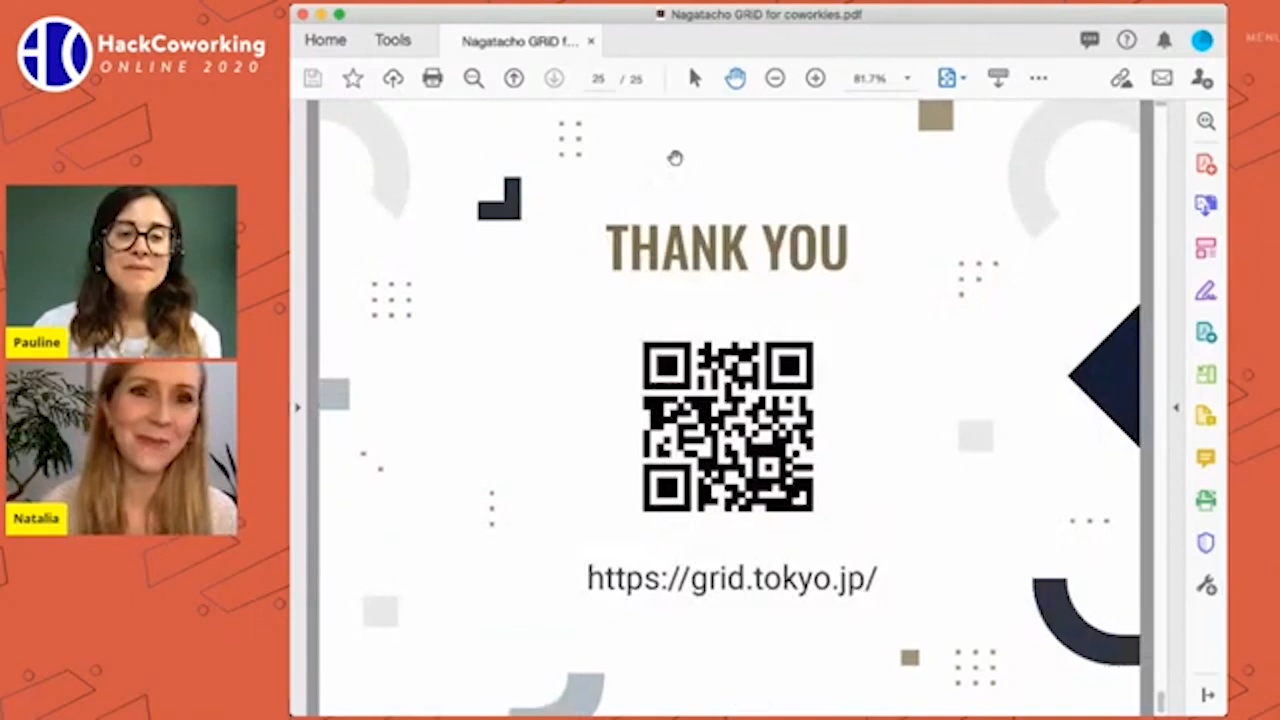 HackCoworking
ONLINE 2020
Nagatacho GRiD for coworkies.pdf
MENU
Home
Tools
Nagatacho GRiD f...
25 / 25
81.7%
THANK YOU
Pauline
Natalia
https://grid.tokyo.jp/